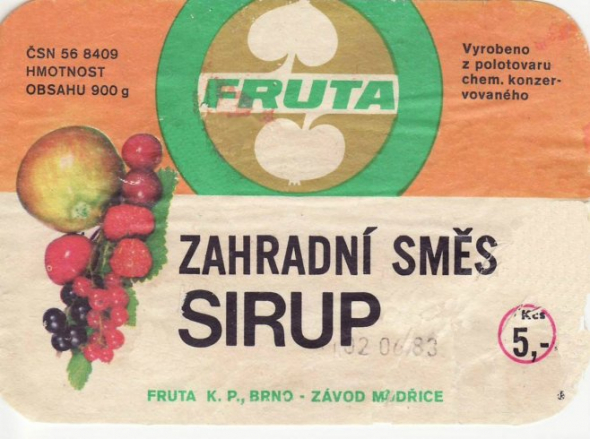 ČSN 56 8409
HMOTNOST
OBSAHU 900 g
FRUTA
Vyrobeno
z polotovaru
chem. konzer-
vovaného
ZAHRADNÍ SMĚS
SIRUP
02 06/83
Kčs
5,-
FRUTA K. P., BRNO - ZÁVOD MODŘICE